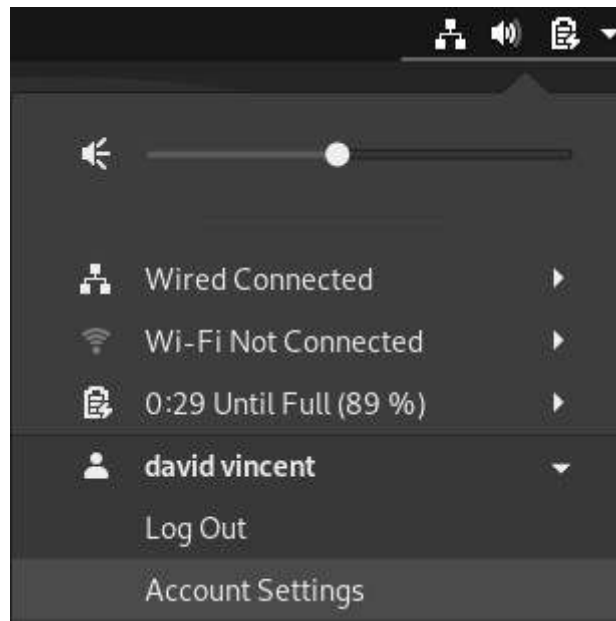 Wired Connected
Wi-Fi Not Connected
0:29 Until Full (89 %)
david vincent
Log Out
Account Settings